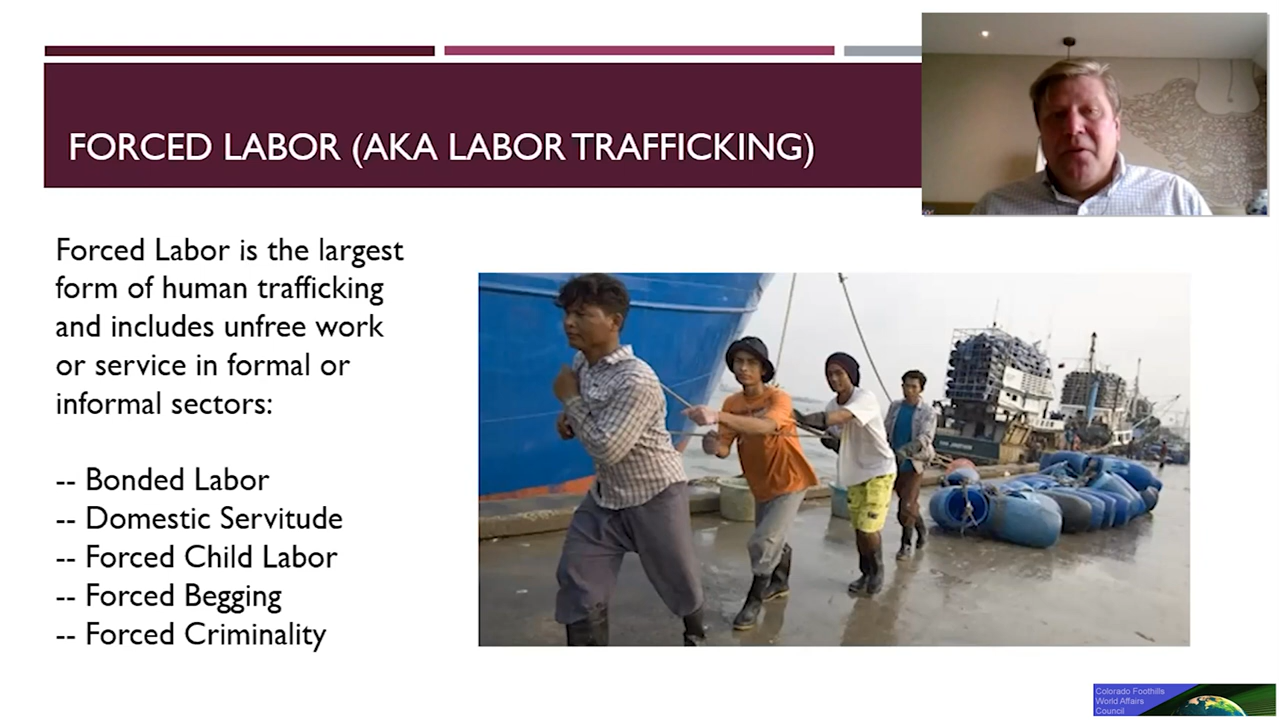 FORCED LABOR (AKA LABOR TRAFFICKING)
Forced Labor is the largest
form of human trafficking
and includes unfree work
or service in formal or
informal sectors:
-- Bonded Labor
-- Domestic Servitude
-- Forced Child Labor
-- Forced Begging
-- Forced Criminality
Colorado Foothills
World Affairs
Council